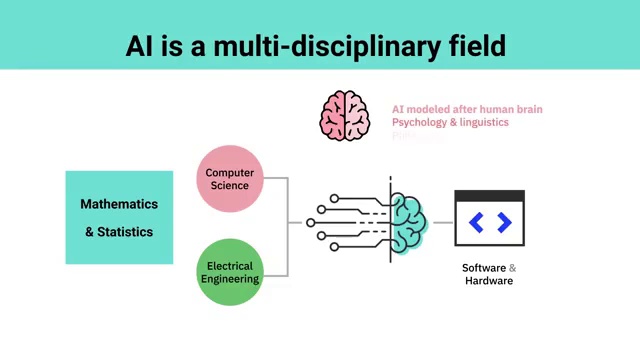 AI is a multi-disciplinary field
AI modeled after human brain
Psychology & linguistics
Computer
Science
Mathematics
& Statistics
Electrical
Engineering
Software &
Hardware